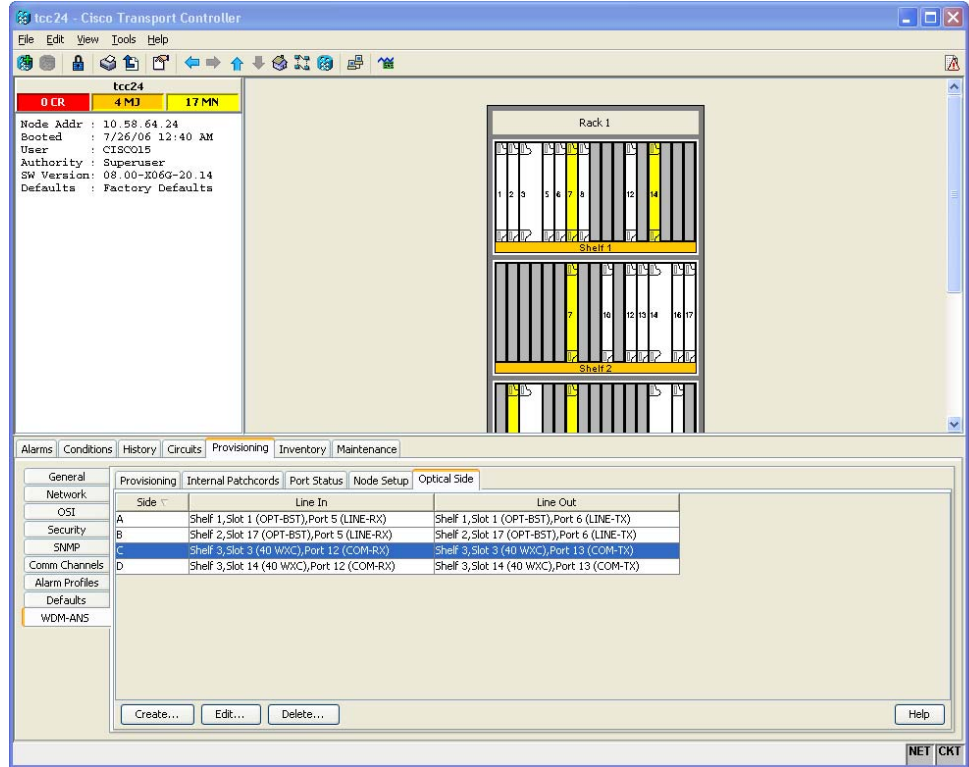 tcc24 - Cisco Transport Controller
File Edit View Tools Help
tcc24
0 CR 4 MJ 17 MN
Node Addr : 10.58.64.24
Booted : 7/26/06 12:40 AM
User : CISCO15
Authority : Superuser
SW Version: 08.00-X06G-20.14
Defaults : Factory Defaults
Rack 1
1 2 3 5 6 7 8 12 14
Shelf 1
7 10 12 13 14 16 17
Shelf 2
Alarms Conditions History Circuits Provisioning Inventory Maintenance
General
Network
OSI
Security
SNMP
Comm Channels
Alarm Profiles
Defaults
WDM-ANS
Provisioning Internal Patchcords Port Status Node Setup Optical Side
Side Line In Line Out
A Shelf 1,Slot 1 (OPT-BST),Port 5 (LINE-RX) Shelf 1,Slot 1 (OPT-BST),Port 6 (LINE-TX)
B Shelf 2,Slot 17 (OPT-BST),Port 5 (LINE-RX) Shelf 2,Slot 17 (OPT-BST),Port 6 (LINE-TX)
C Shelf 3,Slot 3 (40 WXC),Port 12 (COM-RX) Shelf 3,Slot 3 (40 WXC),Port 13 (COM-TX)
D Shelf 3,Slot 14 (40 WXC),Port 12 (COM-RX) Shelf 3,Slot 14 (40 WXC),Port 13 (COM-TX)
Create... Edit... Delete... Help
NET CKT